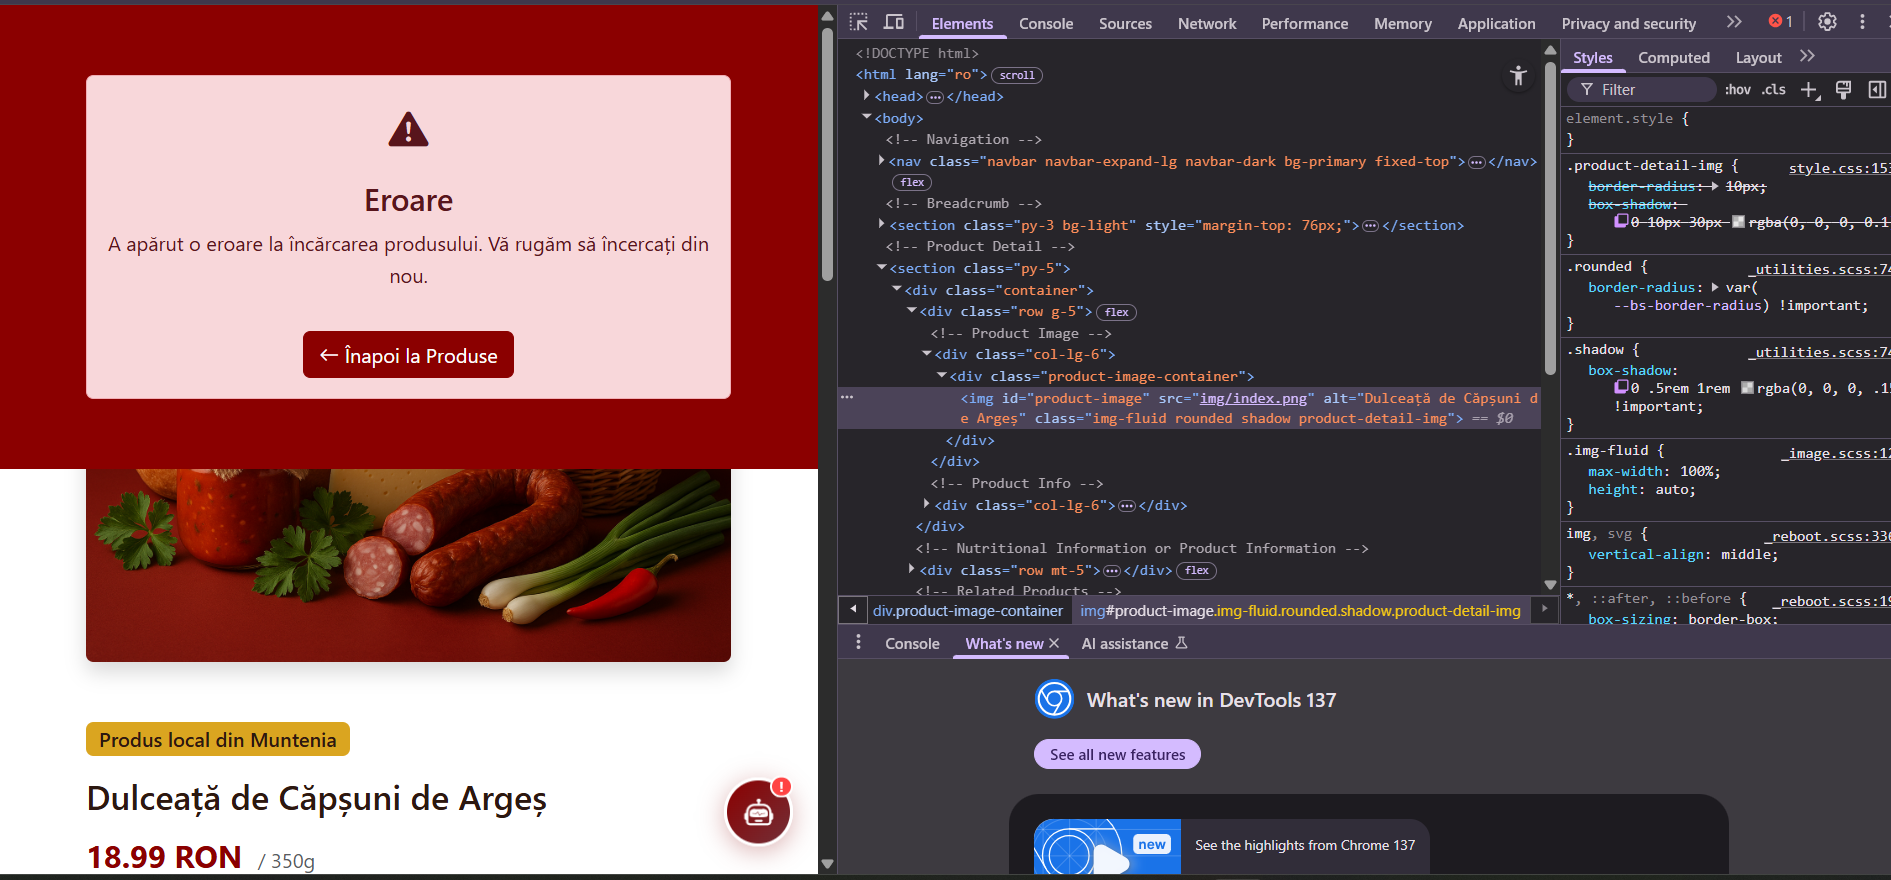 Eroare
A apărut o eroare la încărcarea produsului. Vă rugăm să încercați din
nou.
← Înapoi la Produse
Produs local din Muntenia
Dulceață de Căpșuni de Argeș
18.99 RON / 350g
!
Elements Console Sources Network Performance Memory Application Privacy and security 1
<!DOCTYPE html>
<html lang="ro"> scroll
<head> ... </head>
<body>
<!-- Navigation -->
<nav class="navbar navbar-expand-lg navbar-dark bg-primary fixed-top"> ... </nav>
flex
<!-- Breadcrumb -->
<section class="py-3 bg-light" style="margin-top: 76px;"> ... </section>
<!-- Product Detail -->
<section class="py-5">
<div class="container">
<div class="row g-5"> flex
<!-- Product Image -->
<div class="col-lg-6">
<div class="product-image-container">
<img id="product-image" src="img/index.png" alt="Dulceață de Căpșuni d
e Argeș" class="img-fluid rounded shadow product-detail-img"> == $0
</div>
</div>
<!-- Product Info -->
<div class="col-lg-6"> ... </div>
</div>
<!-- Nutritional Information or Product Information -->
<div class="row mt-5"> ... </div> flex
<!-- Related Products -->
div.product-image-container img#product-image.img-fluid.rounded.shadow.product-detail-img
Styles Computed Layout
Filter :hov .cls
element.style {
}
.product-detail-img { style.css:153
border-radius: 10px;
box-shadow:
0 10px 30px rgba(0, 0, 0, 0.1
}
.rounded { _utilities.scss:74
border-radius: var(
--bs-border-radius) !important;
}
.shadow { _utilities.scss:74
box-shadow:
0 .5rem 1rem rgba(0, 0, 0, .15
!important;
}
.img-fluid { _image.scss:12
max-width: 100%;
height: auto;
}
img, svg { _reboot.scss:336
vertical-align: middle;
}
*, ::after, ::before { _reboot.scss:19
box-sizing: border-box;
Console What's new AI assistance
What's new in DevTools 137
See all new features
new
See the highlights from Chrome 137